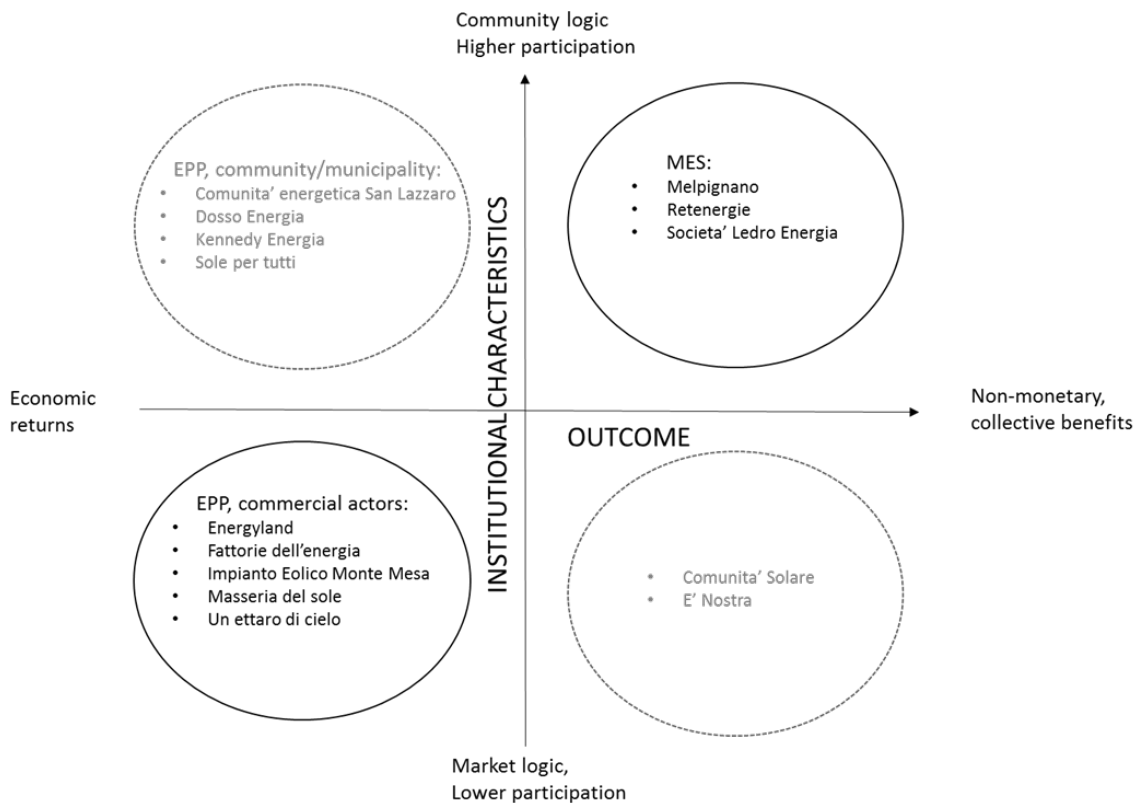 Community logic
Higher participation
EPP, community/municipality:
• Comunita’ energetica San Lazzaro
• Dosso Energia
• Kennedy Energia
• Sole per tutti
MES:
• Melpignano
• Retenergie
• Societa’ Ledro Energia
INSTITUTIONAL CHARACTERISTICS
Economic
returns
Non-monetary,
collective benefits
OUTCOME
EPP, commercial actors:
• Energyland
• Fattorie dell’energia
• Impianto Eolico Monte Mesa
• Masseria del sole
• Un ettaro di cielo
• Comunita’ Solare
• E’ Nostra
Market logic,
Lower participation